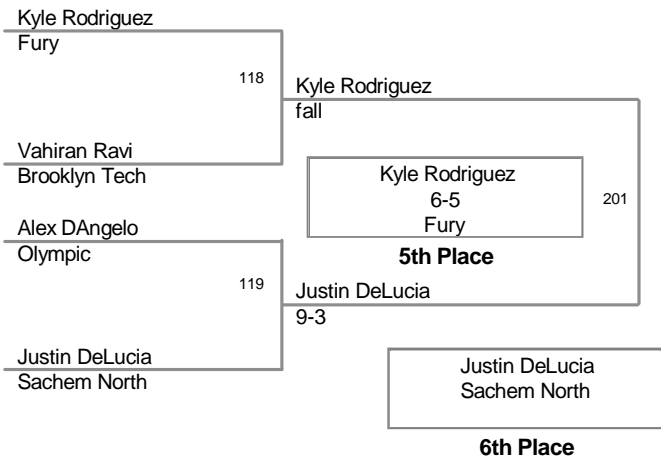 Kyle Rodriguez
Fury
118
Kyle Rodriguez
fall
Vahiran Ravi
Brooklyn Tech
Kyle Rodriguez
6-5
Fury
201
5th Place
Alex DAngelo
Olympic
119
Justin DeLucia
9-3
Justin DeLucia
Sachem North
Justin DeLucia
Sachem North
6th Place